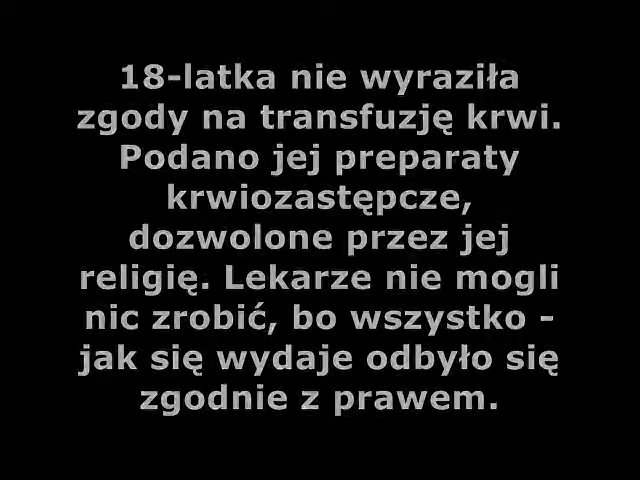 18-latka nie wyraziła
zgody na transfuzję krwi.
Podano jej preparaty
krwiozastępcze,
dozwolone przez jej
religię. Lekarze nie mogli
nic zrobić, bo wszystko -
jak się wydaje odbyło się
zgodnie z prawem.